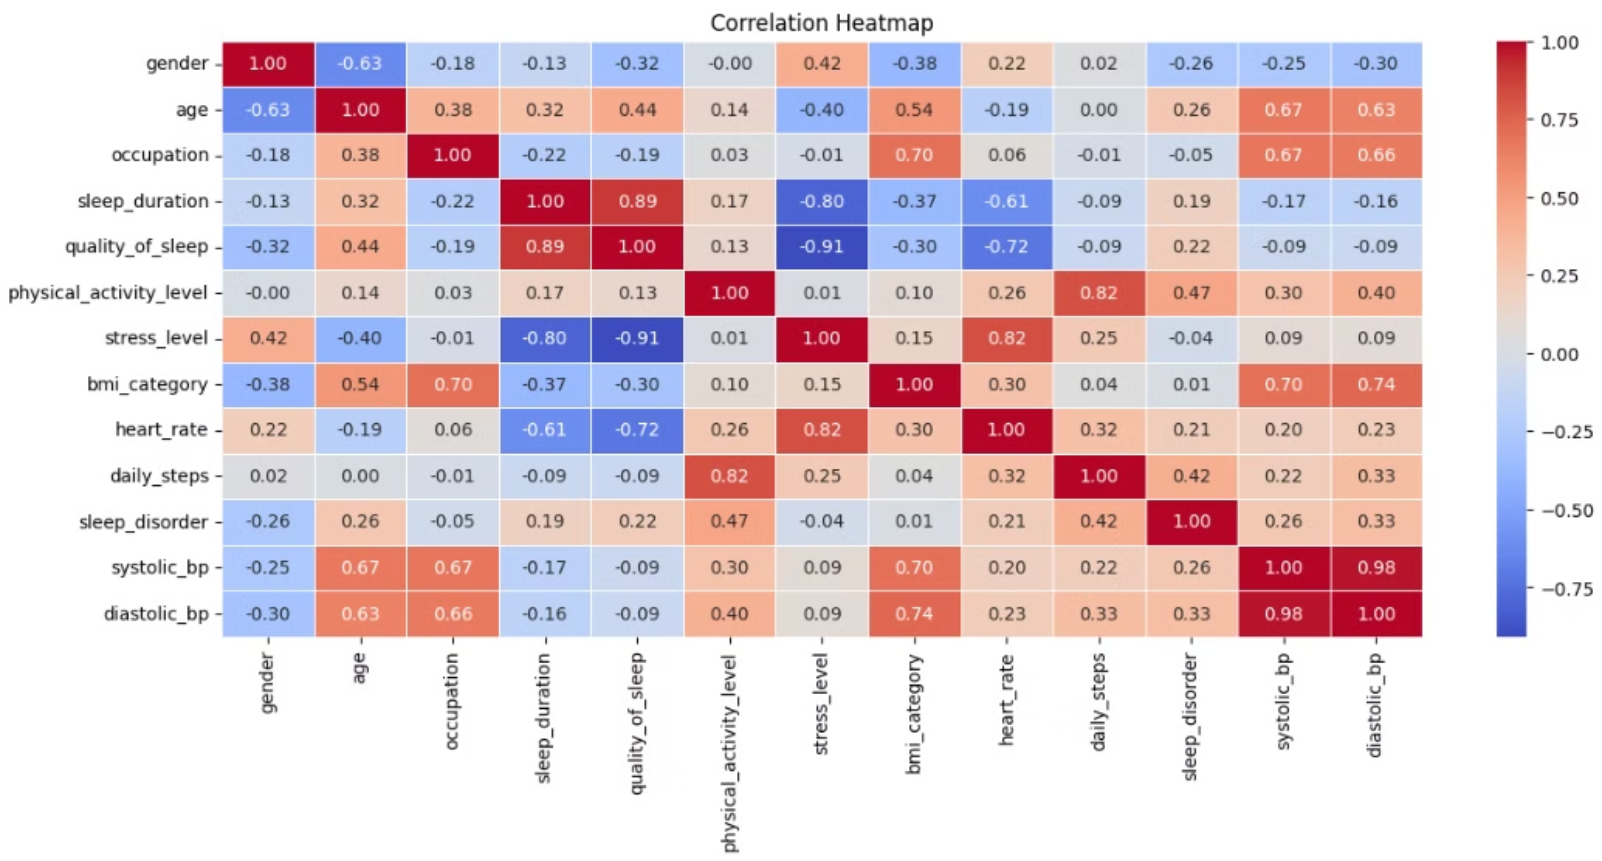 Correlation Heatmap
gender 1.00 -0.63 -0.18 -0.13 -0.32 -0.00 0.42 -0.38 0.22 0.02 -0.26 -0.25 -0.30
age -0.63 1.00 0.38 0.32 0.44 0.14 -0.40 0.54 -0.19 0.00 0.26 0.67 0.63
occupation -0.18 0.38 1.00 -0.22 -0.19 0.03 -0.01 0.70 0.06 -0.01 -0.05 0.67 0.66
sleep_duration -0.13 0.32 -0.22 1.00 0.89 0.17 -0.80 -0.37 -0.61 -0.09 0.19 -0.17 -0.16
quality_of_sleep -0.32 0.44 -0.19 0.89 1.00 0.13 -0.91 -0.30 -0.72 -0.09 0.22 -0.09 -0.09
physical_activity_level -0.00 0.14 0.03 0.17 0.13 1.00 0.01 0.10 0.26 0.82 0.47 0.30 0.40
stress_level 0.42 -0.40 -0.01 -0.80 -0.91 0.01 1.00 0.15 0.82 0.25 -0.04 0.09 0.09
bmi_category -0.38 0.54 0.70 -0.37 -0.30 0.10 0.15 1.00 0.30 0.04 0.01 0.70 0.74
heart_rate 0.22 -0.19 0.06 -0.61 -0.72 0.26 0.82 0.30 1.00 0.32 0.21 0.20 0.23
daily_steps 0.02 0.00 -0.01 -0.09 -0.09 0.82 0.25 0.04 0.32 1.00 0.42 0.22 0.33
sleep_disorder -0.26 0.26 -0.05 0.19 0.22 0.47 -0.04 0.01 0.21 0.42 1.00 0.26 0.33
systolic_bp -0.25 0.67 0.67 -0.17 -0.09 0.30 0.09 0.70 0.20 0.22 0.26 1.00 0.98
diastolic_bp -0.30 0.63 0.66 -0.16 -0.09 0.40 0.09 0.74 0.23 0.33 0.33 0.98 1.00
gender
age
occupation
sleep_duration
quality_of_sleep
physical_activity_level
stress_level
bmi_category
heart_rate
daily_steps
sleep_disorder
systolic_bp
diastolic_bp
1.00
0.75
0.50
0.25
0.00
−0.25
−0.50
−0.75